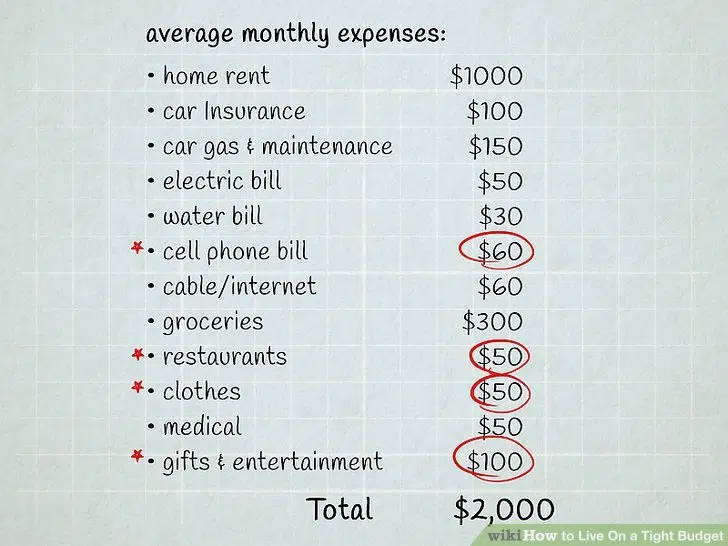 average monthly expenses:
• home rent $1000
• car Insurance $100
• car gas & maintenance $150
• electric bill $50
• water bill $30
* • cell phone bill $60
• cable/internet $60
• groceries $300
* • restaurants $50
* • clothes $50
• medical $50
* • gifts & entertainment $100
Total $2,000
wikiHow to Live On a Tight Budget